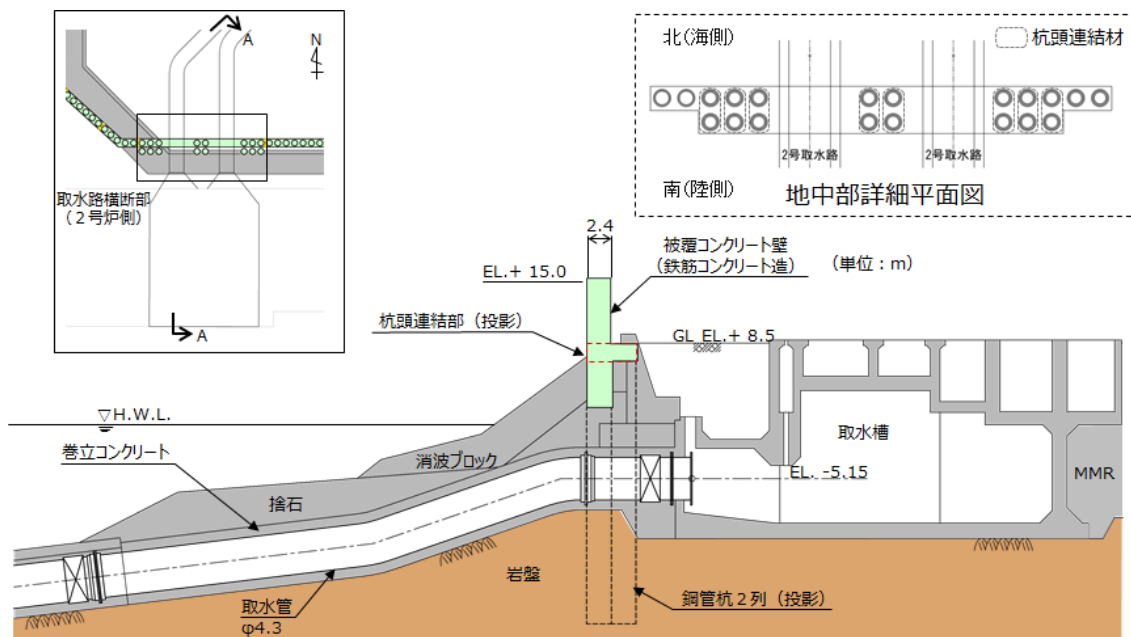 A
A
N
取水路横断部
(2号炉側)
A
北(海側)
杭頭連結材
2号取水路
2号取水路
南(陸側)
地中部詳細平面図
2.4
被覆コンクリート壁
(鉄筋コンクリート造)
(単位:m)
EL.+ 15.0
杭頭連結部(投影)
GL EL.+ 8.5
▽H.W.L.
巻立コンクリート
消波ブロック
取水槽
EL. -5.15
MMR
捨石
岩盤
取水管
φ4.3
鋼管杭2列(投影)